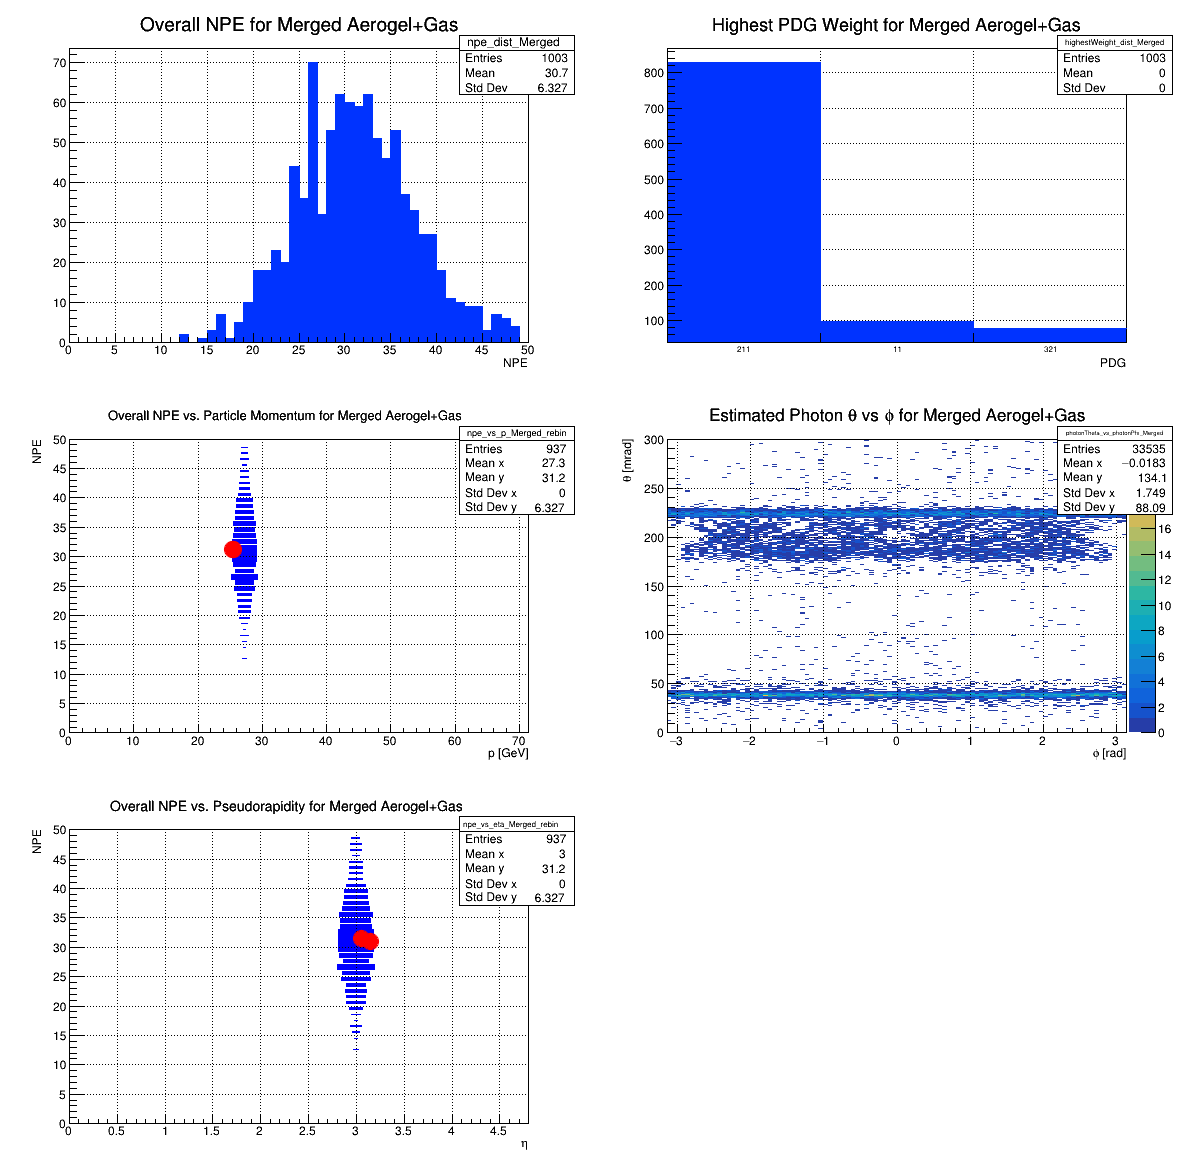 Overall NPE for Merged Aerogel+Gas
npe_dist_Merged
Entries 1003
Mean 30.7
Std Dev 6.327
70
60
50
40
30
20
10
0
0 5 10 15 20 25 30 35 40 45 50
NPE
Highest PDG Weight for Merged Aerogel+Gas
highestWeight_dist_Merged
Entries 1003
Mean 0
Std Dev 0
800
700
600
500
400
300
200
100
211 11 321
PDG
Overall NPE vs. Particle Momentum for Merged Aerogel+Gas
npe_vs_p_Merged_rebin
Entries 937
Mean x 27.3
Mean y 31.2
Std Dev x 0
Std Dev y 6.327
NPE
50
45
40
35
30
25
20
15
10
5
0
0 10 20 30 40 50 60 70
p [GeV]
Estimated Photon θ vs ϕ for Merged Aerogel+Gas
photonTheta_vs_photonPhi_Merged
Entries 33535
Mean x −0.0183
Mean y 134.1
Std Dev x 1.749
Std Dev y 88.09
θ [mrad]
300
250
200
150
100
50
0
−3 −2 −1 0 1 2 3
ϕ [rad]
16
14
12
10
8
6
4
2
0
Overall NPE vs. Pseudorapidity for Merged Aerogel+Gas
npe_vs_eta_Merged_rebin
Entries 937
Mean x 3
Mean y 31.2
Std Dev x 0
Std Dev y 6.327
NPE
50
45
40
35
30
25
20
15
10
5
0
0 0.5 1 1.5 2 2.5 3 3.5 4 4.5
η